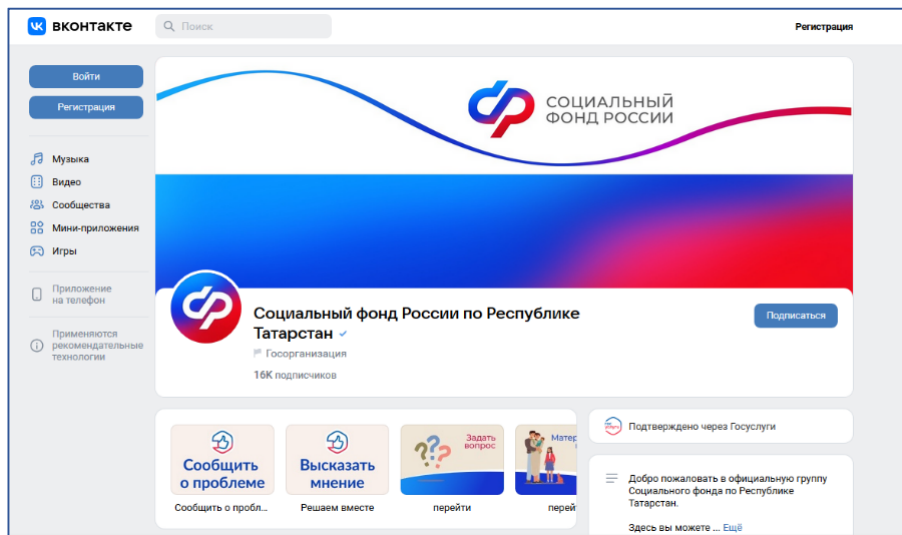 ВКОНТАКТЕ
Поиск
Регистрация
Войти
Регистрация
Музыка
Видео
Сообщества
Мини-приложения
Игры
Приложение
на телефон
Применяются
рекомендательные
технологии
СОЦИАЛЬНЫЙ
ФОНД РОССИИ
Социальный фонд России по Республике
Татарстан
Госорганизация
16K подписчиков
Подписаться
Сообщить
о проблеме
Сообщить о пробл...
Высказать
мнение
Решаем вместе
Задать
вопрос
перейти
Матер
перей
Подтверждено через Госуслуги
Добро пожаловать в официальную группу
Социального фонда по Республике
Татарстан.
Здесь вы можете ... Ещё